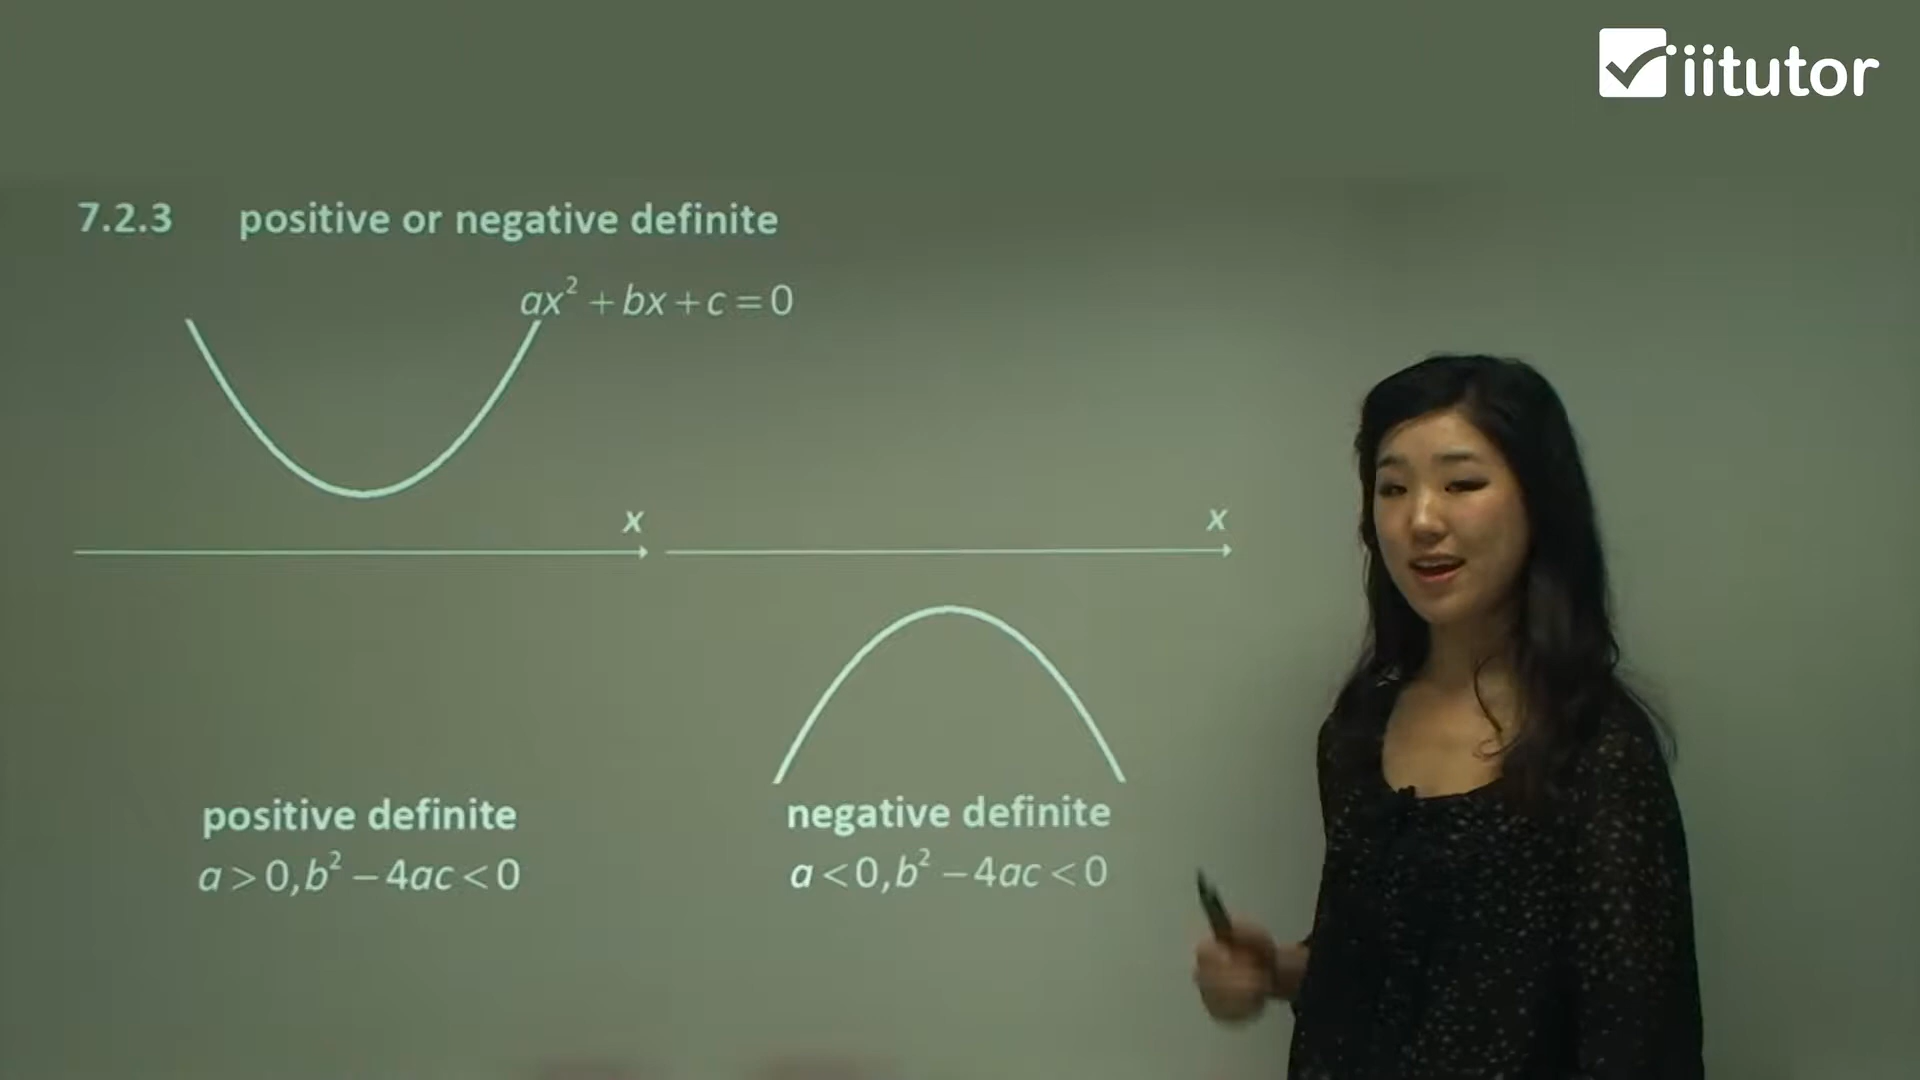 iitutor
7.2.3 positive or negative definite
ax² + bx + c = 0
x
x
positive definite
a > 0, b² − 4ac < 0
negative definite
a < 0, b² − 4ac < 0